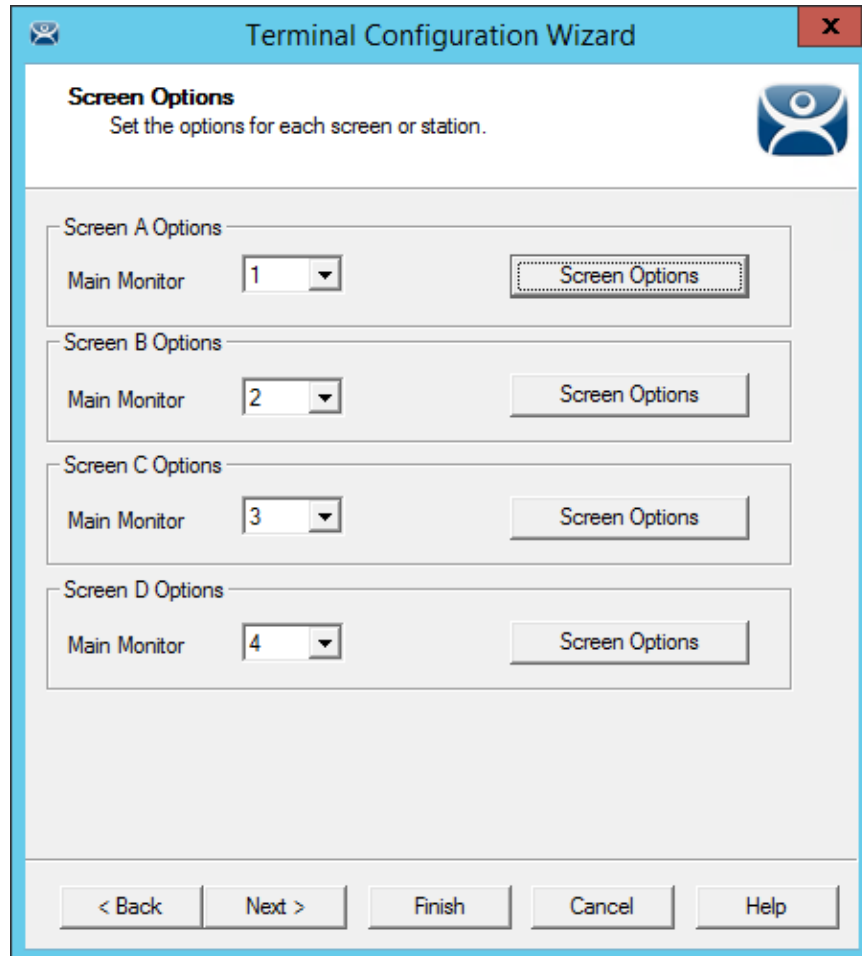 Terminal Configuration Wizard
x
Screen Options
Set the options for each screen or station.
Screen A Options
Main Monitor 1 Screen Options
Screen B Options
Main Monitor 2 Screen Options
Screen C Options
Main Monitor 3 Screen Options
Screen D Options
Main Monitor 4 Screen Options
< Back Next > Finish Cancel Help